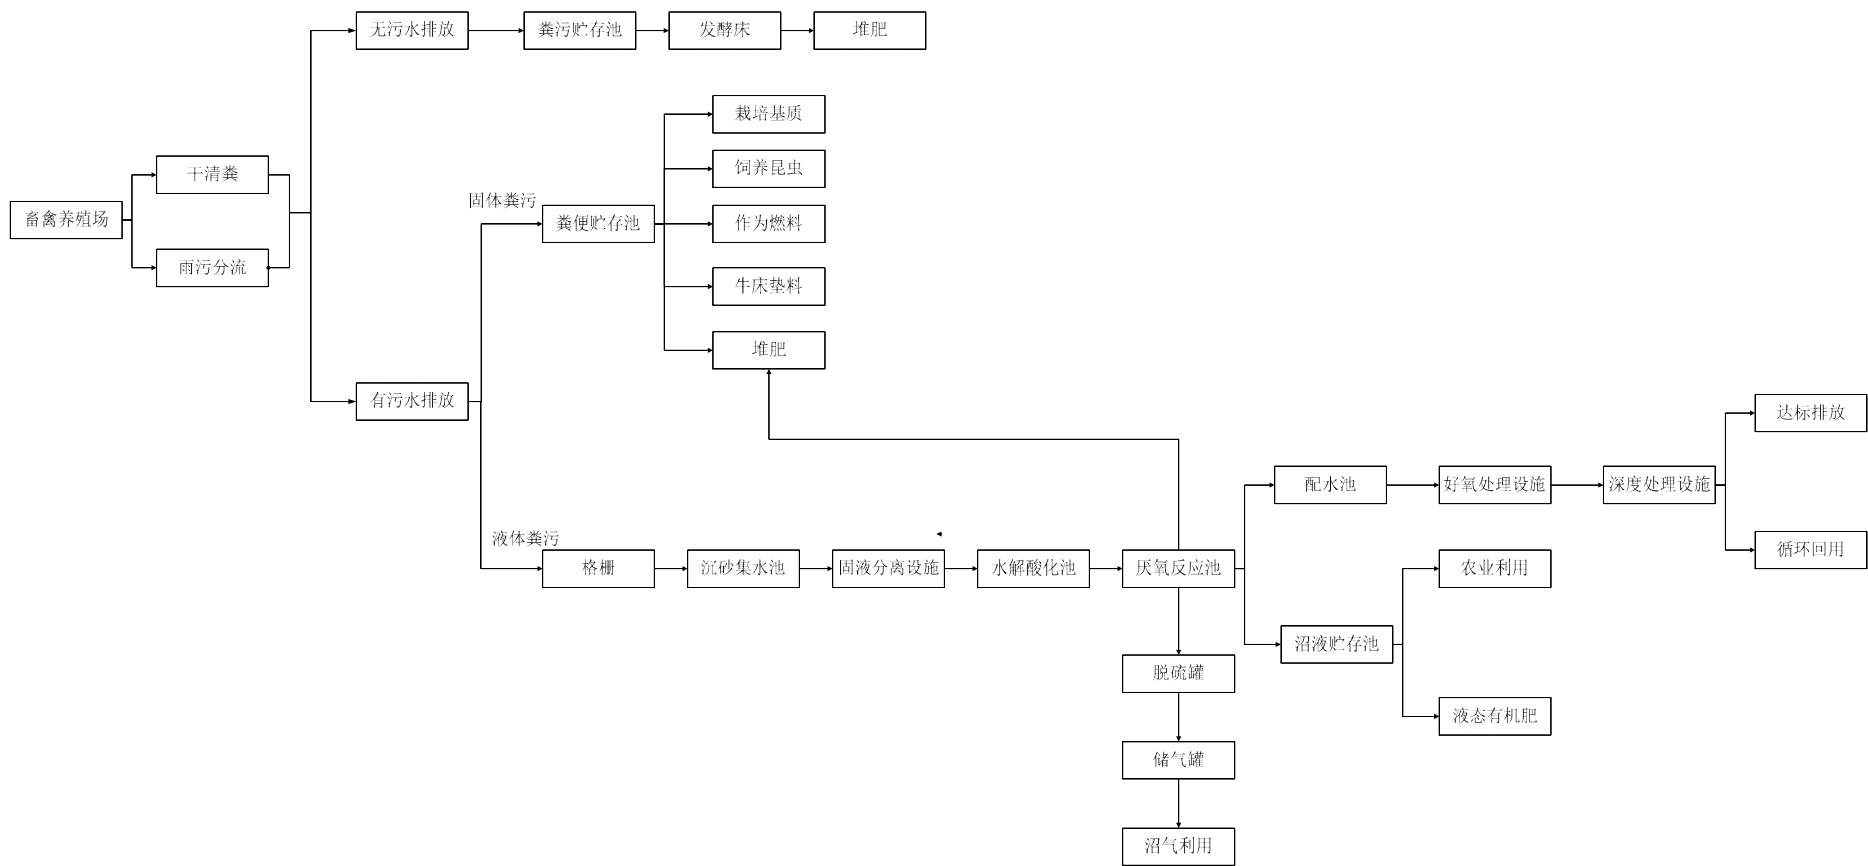 无污水排放
粪污贮存池
发酵床
堆肥
栽培基质
干清粪
饲养昆虫
固体粪污
畜禽养殖场
粪便贮存池
作为燃料
雨污分流
牛床垫料
堆肥
有污水排放
达标排放
配水池
好氧处理设施
深度处理设施
液体粪污
循环回用
格栅
沉砂集水池
固液分离设施
水解酸化池
厌氧反应池
农业利用
沼液贮存池
脱硫罐
液态有机肥
储气罐
沼气利用